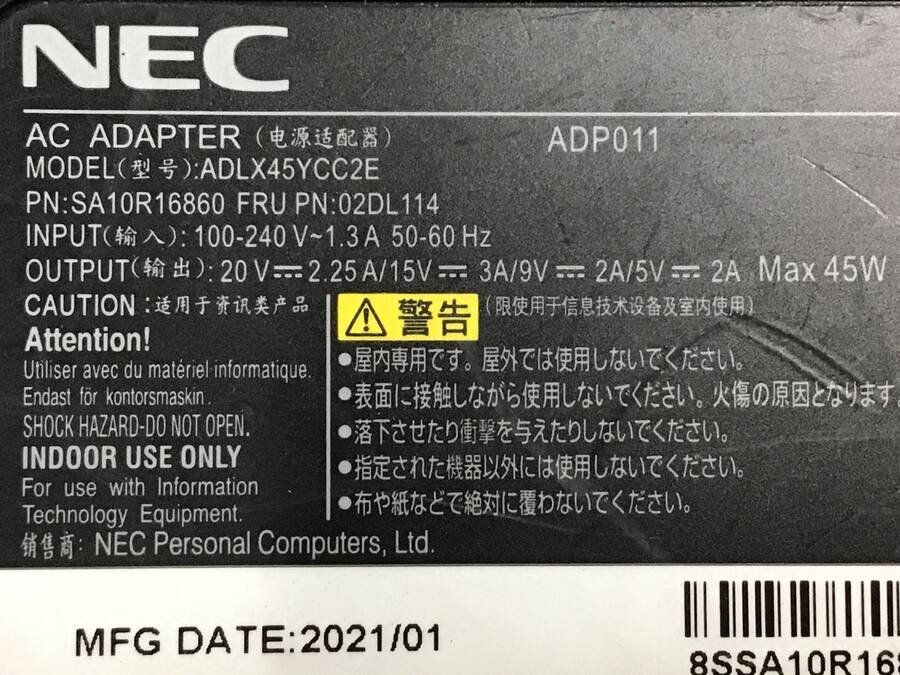 NEC
AC ADAPTER (电源适配器) ADP011
MODEL(型号):ADLX45YCC2E
PN:SA10R16860 FRU PN:02DL114
INPUT(输入): 100-240 V~1.3 A 50-60 Hz
OUTPUT(输出): 20 V⎓2.25 A/15V⎓3A/9V⎓2A/5V⎓2A Max 45W
CAUTION :适用于资讯类产品
Attention!
Utiliser avec du matériel informatique.
Endast för kontorsmaskin.
SHOCK HAZARD-DO NOT OPEN.
INDOOR USE ONLY
For use with Information
Technology Equipment.
⚠警告 (限使用于信息技术设备及室内使用)
●屋内専用です。屋外では使用しないでください。
●表面に接触しながら使用しないでください。火傷の原因となります。
●落下させたり衝撃を与えたりしないでください。
●指定された機器以外には使用しないでください。
●布や紙などで絶対に覆わないでください。
销售商: NEC Personal Computers, Ltd.
MFG DATE:2021/01
8SSA10R168